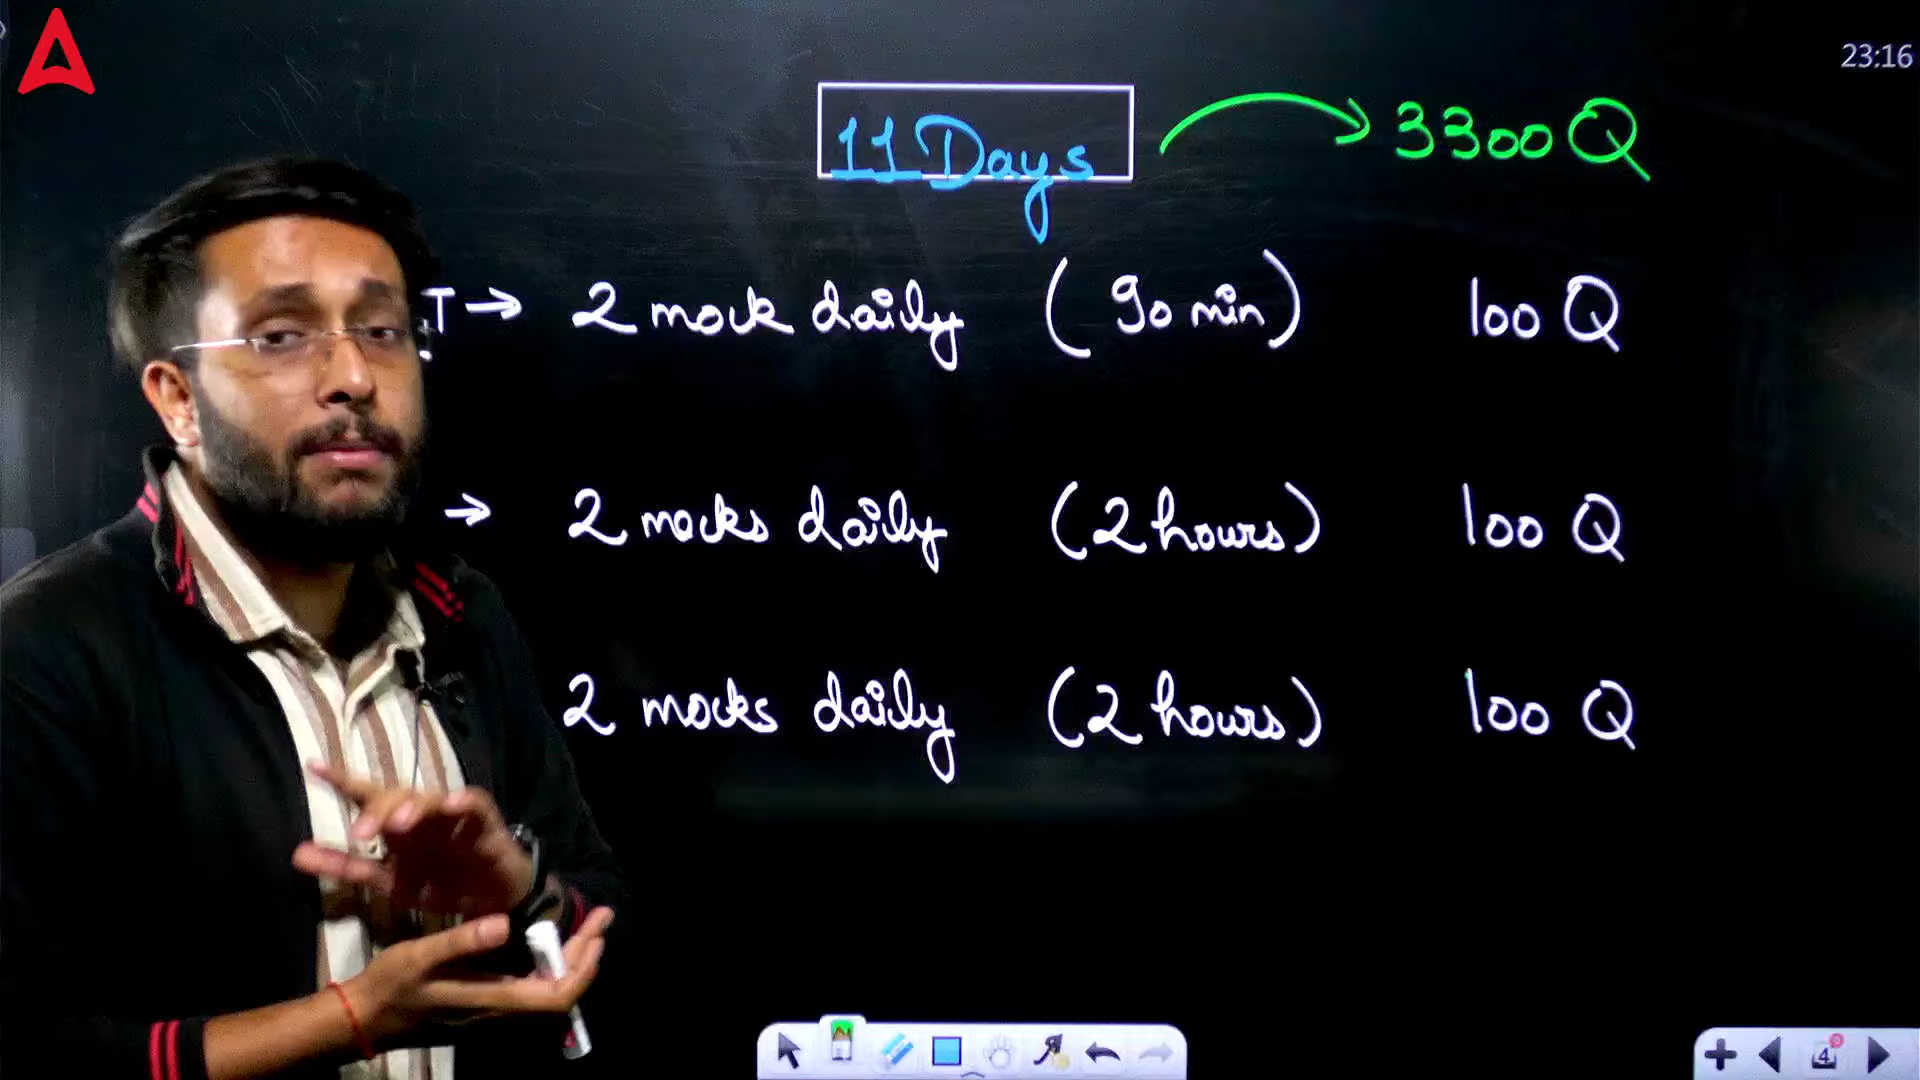 23:16
11 Days → 3300 Q
T → 2 mock daily (90 min) 100 Q
→ 2 mocks daily (2 hours) 100 Q
2 mocks daily (2 hours) 100 Q
4